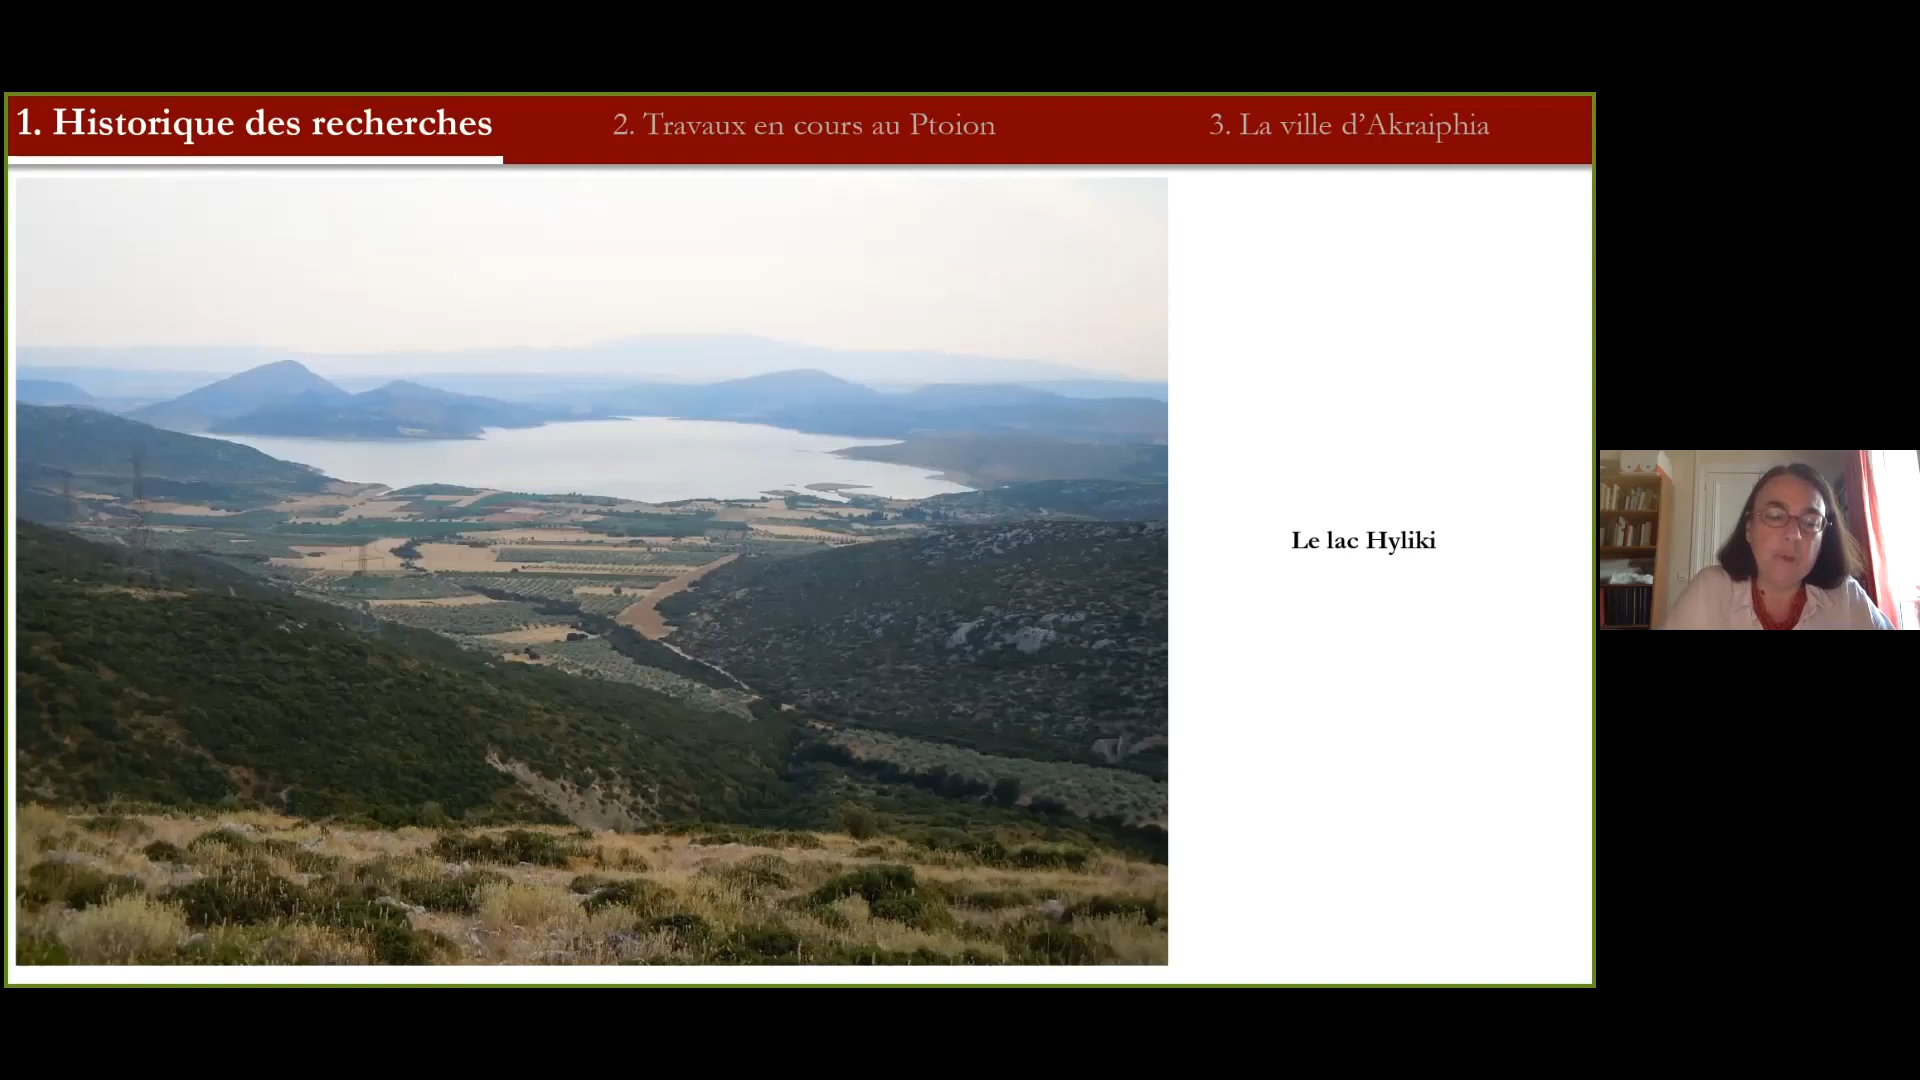 1. Historique des recherches
2. Travaux en cours au Ptoion
3. La ville d’Akraiphia
Le lac Hyliki